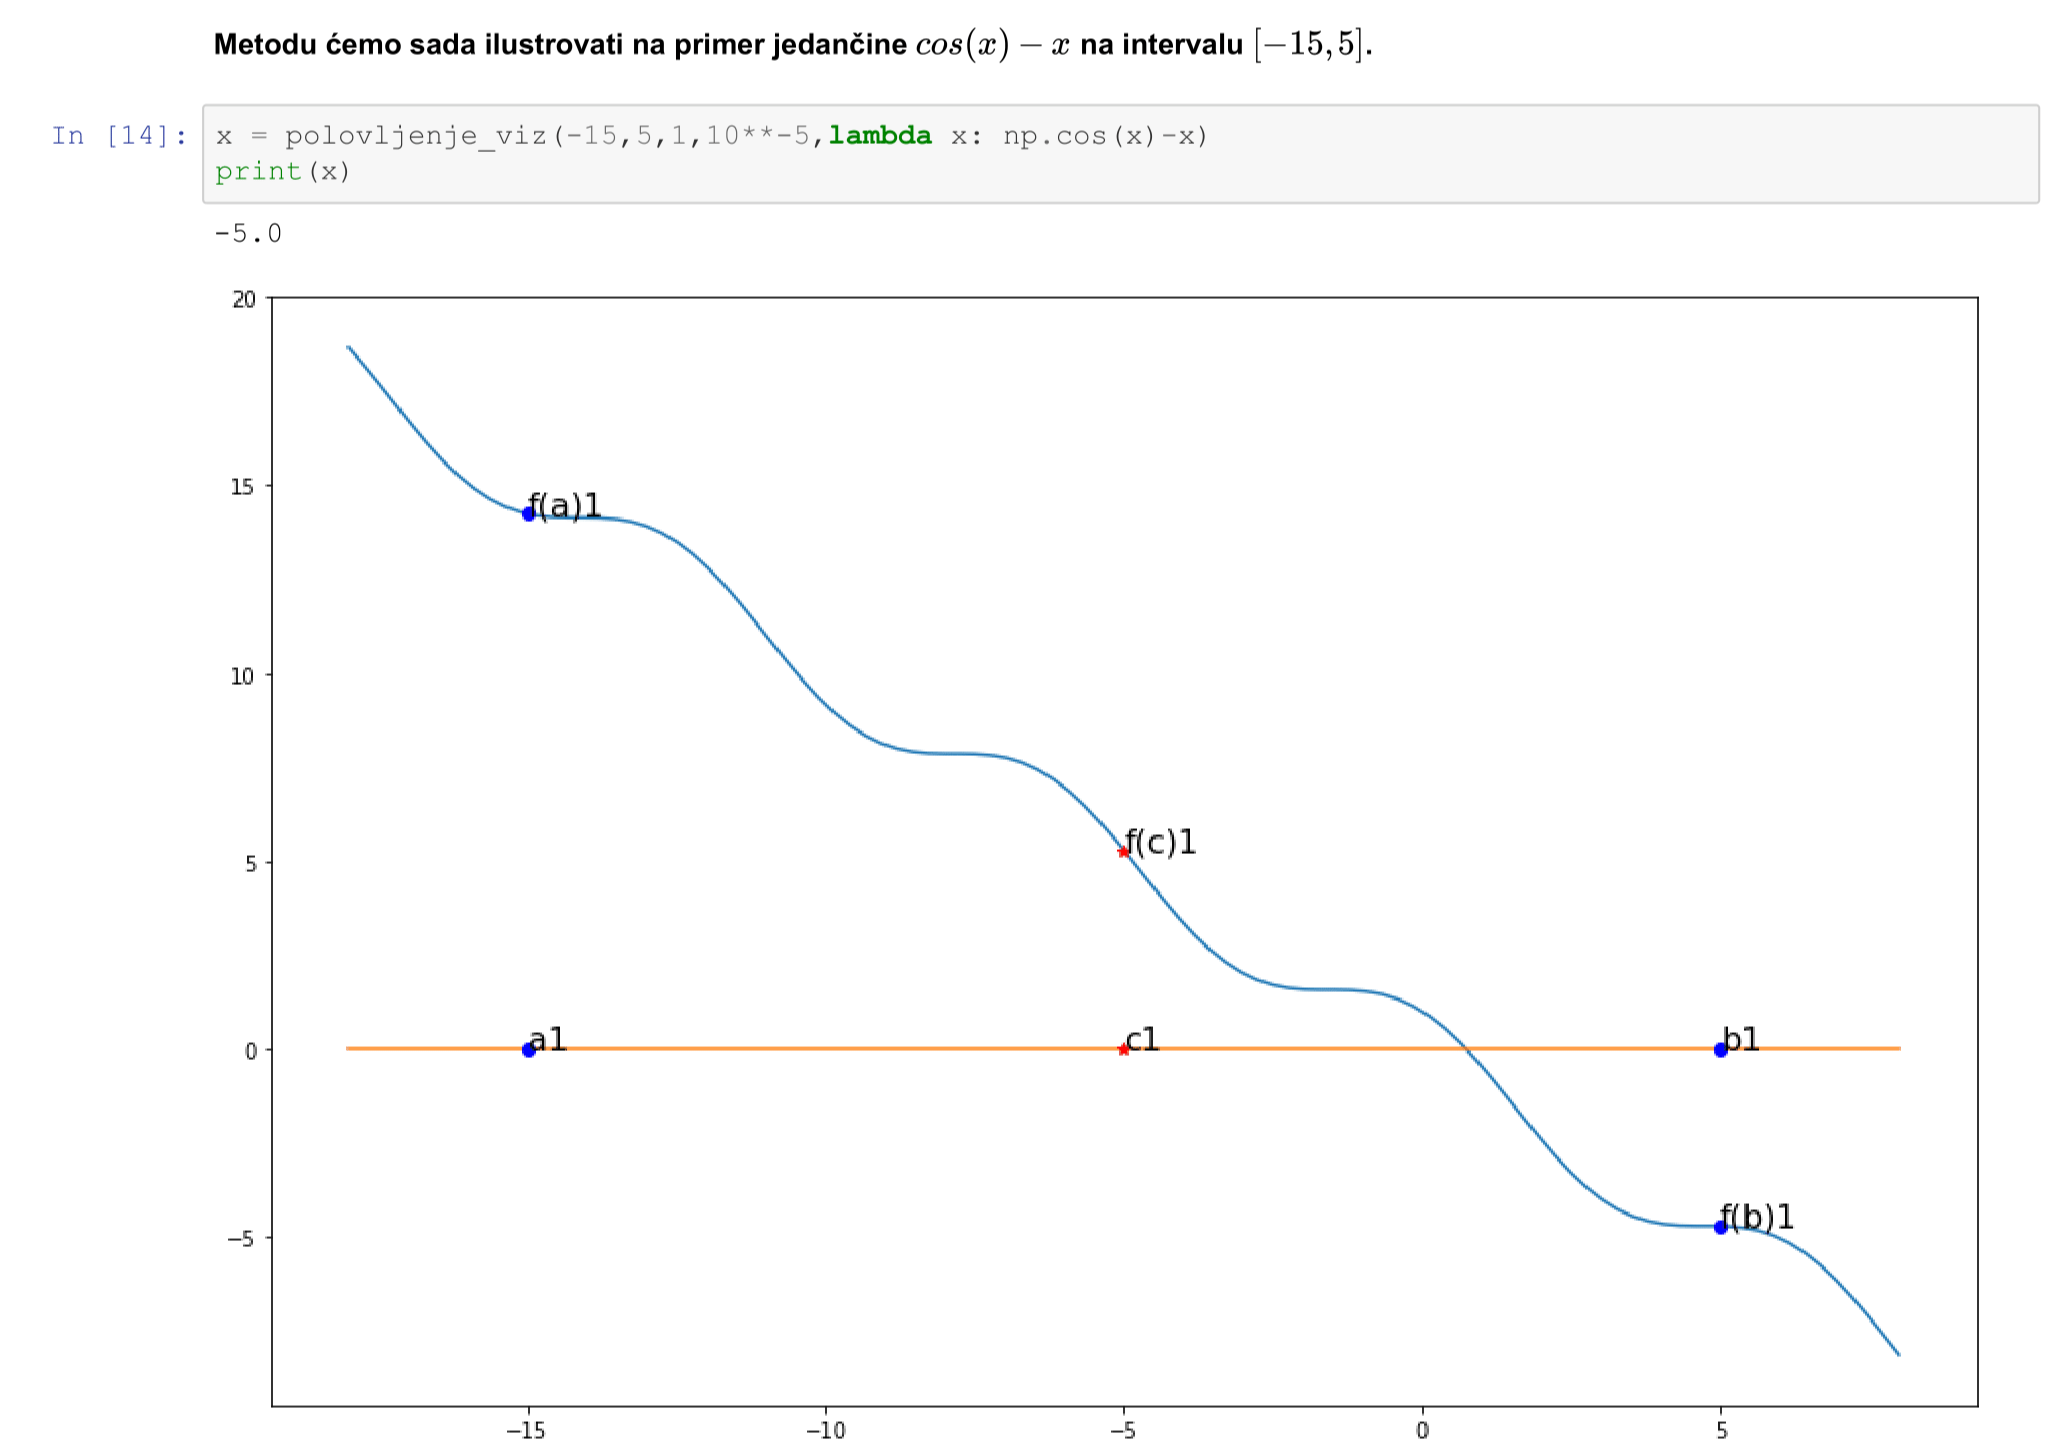 Metodu ćemo sada ilustrovati na primer jedančine cos(x) − x na intervalu [−15, 5].
In [14]: x = polovljenje_viz(-15,5,1,10**-5,lambda x: np.cos(x)-x)
print(x)
-5.0
20
15
f(a)1
10
f(c)1
5
a1
c1
b1
0
f(b)1
−5
−15
−10
−5
0
5